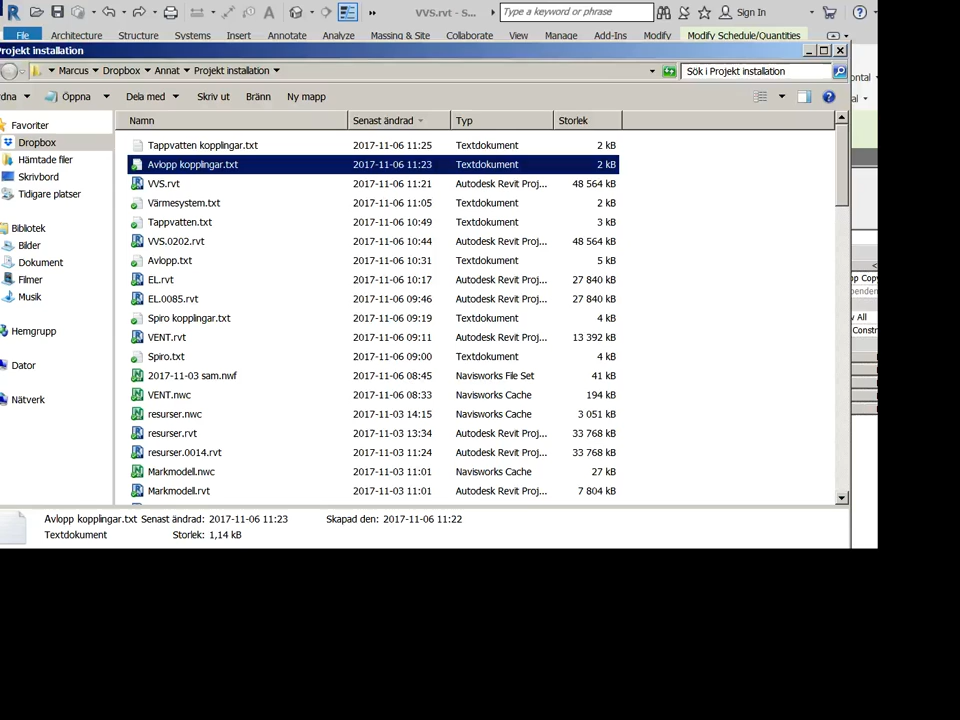 VVS.rvt - S...
Type a keyword or phrase
Sign In
File Architecture Structure Systems Insert Annotate Analyze Massing & Site Collaborate View Manage Add-Ins Modify Modify Schedule/Quantities
Projekt installation
Marcus Dropbox Annat Projekt installation
Sök i Projekt installation
Öppna Dela med Skriv ut Bränn Ny mapp
Namn Senast ändrad Typ Storlek
Favoriter
Dropbox
Hämtade filer
Skrivbord
Tidigare platser
Bibliotek
Bilder
Dokument
Filmer
Musik
Hemgrupp
Dator
Nätverk
Tappvatten kopplingar.txt 2017-11-06 11:25 Textdokument 2 kB
Avlopp kopplingar.txt 2017-11-06 11:23 Textdokument 2 kB
VVS.rvt 2017-11-06 11:21 Autodesk Revit Proj... 48 564 kB
Värmesystem.txt 2017-11-06 11:05 Textdokument 2 kB
Tappvatten.txt 2017-11-06 10:49 Textdokument 3 kB
VVS.0202.rvt 2017-11-06 10:44 Autodesk Revit Proj... 48 564 kB
Avlopp.txt 2017-11-06 10:31 Textdokument 5 kB
EL.rvt 2017-11-06 10:17 Autodesk Revit Proj... 27 840 kB
EL.0085.rvt 2017-11-06 09:46 Autodesk Revit Proj... 27 840 kB
Spiro kopplingar.txt 2017-11-06 09:19 Textdokument 4 kB
VENT.rvt 2017-11-06 09:11 Autodesk Revit Proj... 13 392 kB
Spiro.txt 2017-11-06 09:00 Textdokument 4 kB
2017-11-03 sam.nwf 2017-11-06 08:45 Navisworks File Set 41 kB
VENT.nwc 2017-11-06 08:33 Navisworks Cache 194 kB
resurser.nwc 2017-11-03 14:15 Navisworks Cache 3 051 kB
resurser.rvt 2017-11-03 13:34 Autodesk Revit Proj... 33 768 kB
resurser.0014.rvt 2017-11-03 11:24 Autodesk Revit Proj... 33 768 kB
Markmodell.nwc 2017-11-03 11:01 Navisworks Cache 27 kB
Markmodell.rvt 2017-11-03 11:01 Autodesk Revit Proj... 7 804 kB
Avlopp kopplingar.txt Senast ändrad: 2017-11-06 11:23 Skapad den: 2017-11-06 11:22
Textdokument Storlek: 1,14 kB